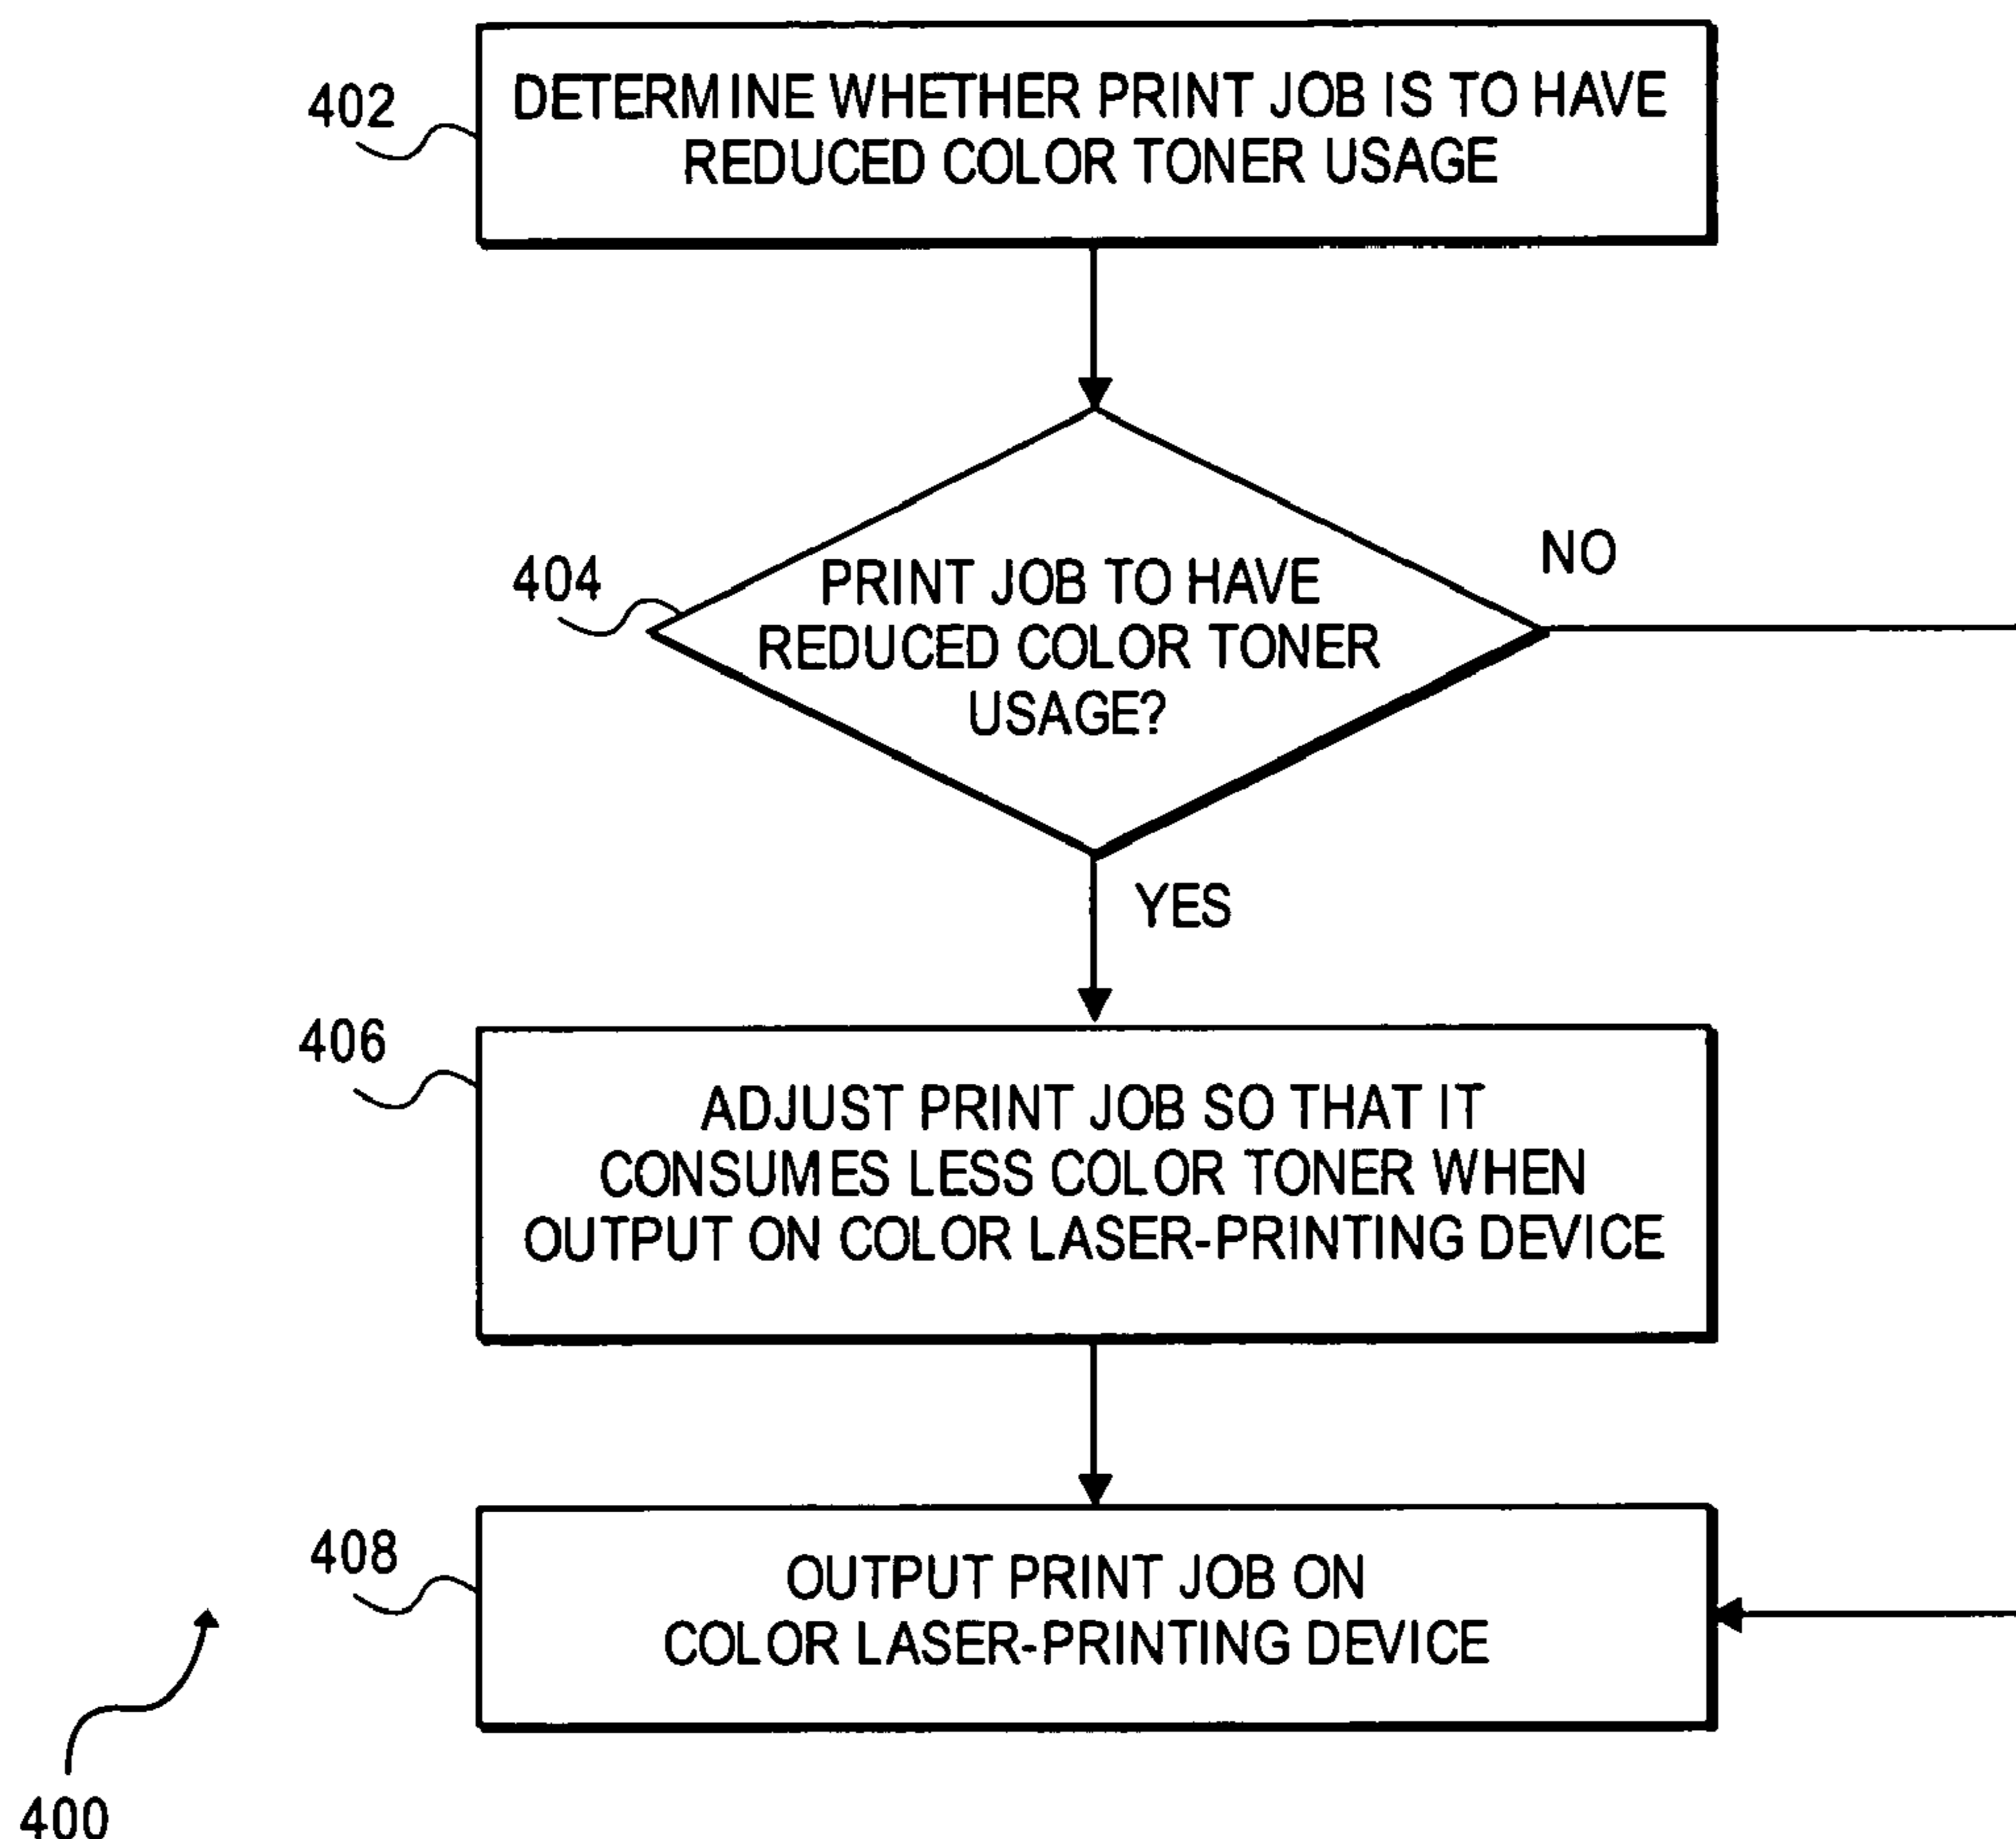 402
DETERMINE WHETHER PRINT JOB IS TO HAVE
REDUCED COLOR TONER USAGE
404
PRINT JOB TO HAVE
REDUCED COLOR TONER
USAGE?
NO
YES
406
ADJUST PRINT JOB SO THAT IT
CONSUMES LESS COLOR TONER WHEN
OUTPUT ON COLOR LASER-PRINTING DEVICE
408
OUTPUT PRINT JOB ON
COLOR LASER-PRINTING DEVICE
400